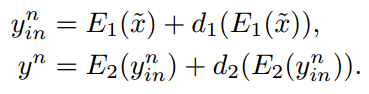 y_{in}^{n} = E_1(\tilde{x}) + d_1(E_1(\tilde{x})),
y^{n} = E_2(y_{in}^{n}) + d_2(E_2(y_{in}^{n})).